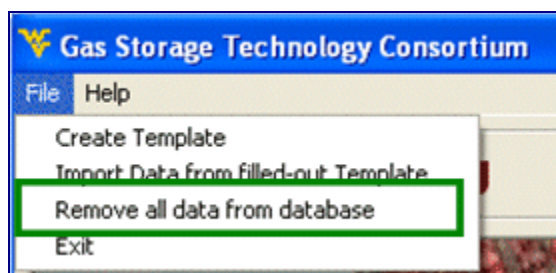 Gas Storage Technology Consortium
File Help
Create Template
Import Data from filled-out Template
Remove all data from database
Exit